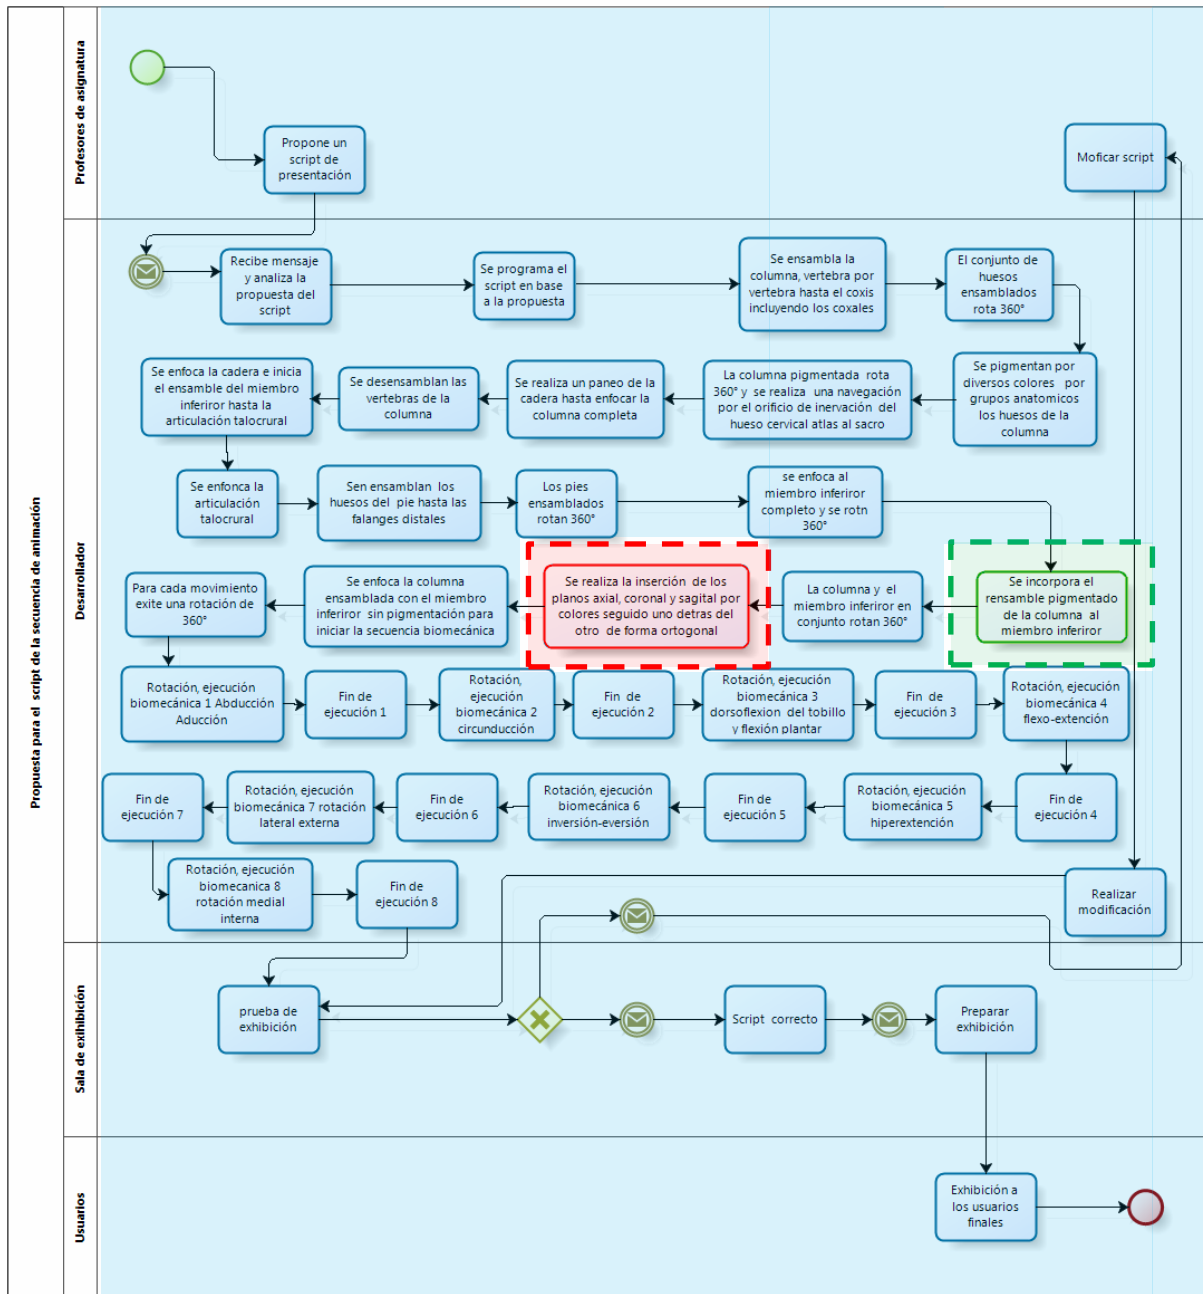 Propuesta para el script de la secuencia de animación
Profesores de asignatura
Propone un
script de
presentación
Moficar script
Desarrollador
Recibe mensaje
y analiza la
propuesta del
script
Se programa el
script en base
a la propuesta
Se ensambla la
columna, vertebra por
vertebra hasta el coxis
incluyendo los coxales
El conjunto de
huesos
ensamblados
rota 360°
Se pigmentan por
diversos colores por
grupos anatomicos
los huesos de la
columna
La columna pigmentada rota
360° y se realiza una navegación
por el orificio de inervación del
hueso cervical atlas al sacro
Se realiza un paneo de la
cadera hasta enfocar la
columna completa
Se desensamblan las
vertebras de la
columna
Se enfoca la cadera e inicia
el ensamble del miembro
inferiror hasta la
articulación talocrural
Se enfonca la
articulación
talocrural
Sen ensamblan los
huesos del pie hasta las
falanges distales
Los pies
ensamblados
rotan 360°
se enfoca al
miembro inferiror
completo y se rotn
360°
Se incorpora el
rensamble pigmentado
de la columna al
miembro inferiror
La columna y el
miembro inferiror en
conjunto rotan 360°
Se realiza la inserción de los
planos axial, coronal y sagital por
colores seguido uno detras del
otro de forma ortogonal
Se enfoca la columna
ensamblada con el miembro
inferiror sin pigmentación para
iniciar la secuencia biomecánica
Para cada movimiento
exite una rotación de
360°
Rotación, ejecución
biomecánica 1 Abducción
Aducción
Fin de
ejecución 1
Rotación,
ejecución
biomecánica 2
circunducción
Fin de
ejecución 2
Rotación, ejecución
biomecánica 3
dorsoflexion del tobillo
y flexión plantar
Fin de
ejecución 3
Rotación, ejecución
biomecánica 4
flexo-extención
Fin de
ejecución 4
Rotación, ejecución
biomecánica 5
hiperextención
Fin de
ejecución 5
Rotación, ejecución
biomecánica 6
inversión-eversión
Fin de
ejecución 6
Rotación, ejecución
biomecánica 7 rotación
lateral externa
Fin de
ejecución 7
Rotación, ejecución
biomecanica 8
rotación medial
interna
Fin de
ejecución 8
Realizar
modificación
Sala de exihibición
prueba de
exhibición
Script correcto
Preparar
exhibición
Usuarios
Exhibición a
los usuarios
finales